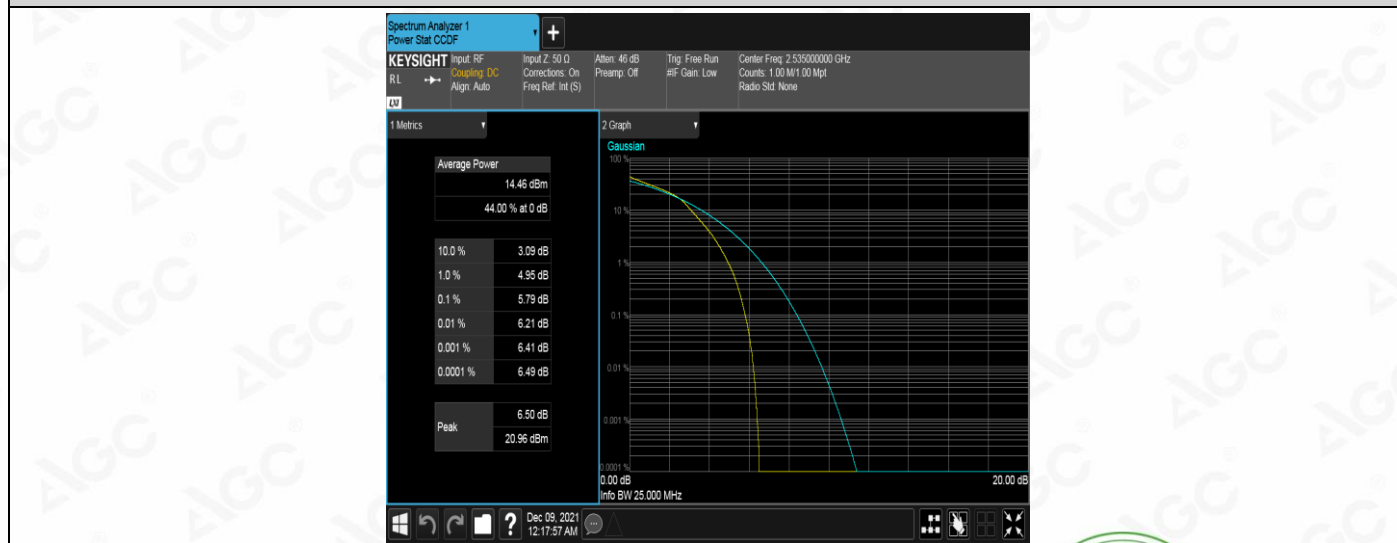 Spectrum Analyzer 1
Power Stat CCDF
+
KEYSIGHT
RL
LXI
Input: RF
Coupling: DC
Align: Auto
Input Z: 50 Ω
Corrections: On
Freq Ref: Int (S)
Atten: 46 dB
Preamp: Off
Trig: Free Run
#IF Gain: Low
Center Freq: 2.535000000 GHz
Counts: 1.00 M/1.00 Mpt
Radio Std: None
1 Metrics
Average Power
14.46 dBm
44.00 % at 0 dB
10.0 % 3.09 dB
1.0 % 4.95 dB
0.1 % 5.79 dB
0.01 % 6.21 dB
0.001 % 6.41 dB
0.0001 % 6.49 dB
Peak
6.50 dB
20.96 dBm
2 Graph
Gaussian
100 %
10 %
1 %
0.1 %
0.01 %
0.001 %
0.0001 %
0.00 dB 20.00 dB
Info BW 25.000 MHz
? Dec 09, 2021
12:17:57 AM
AGC